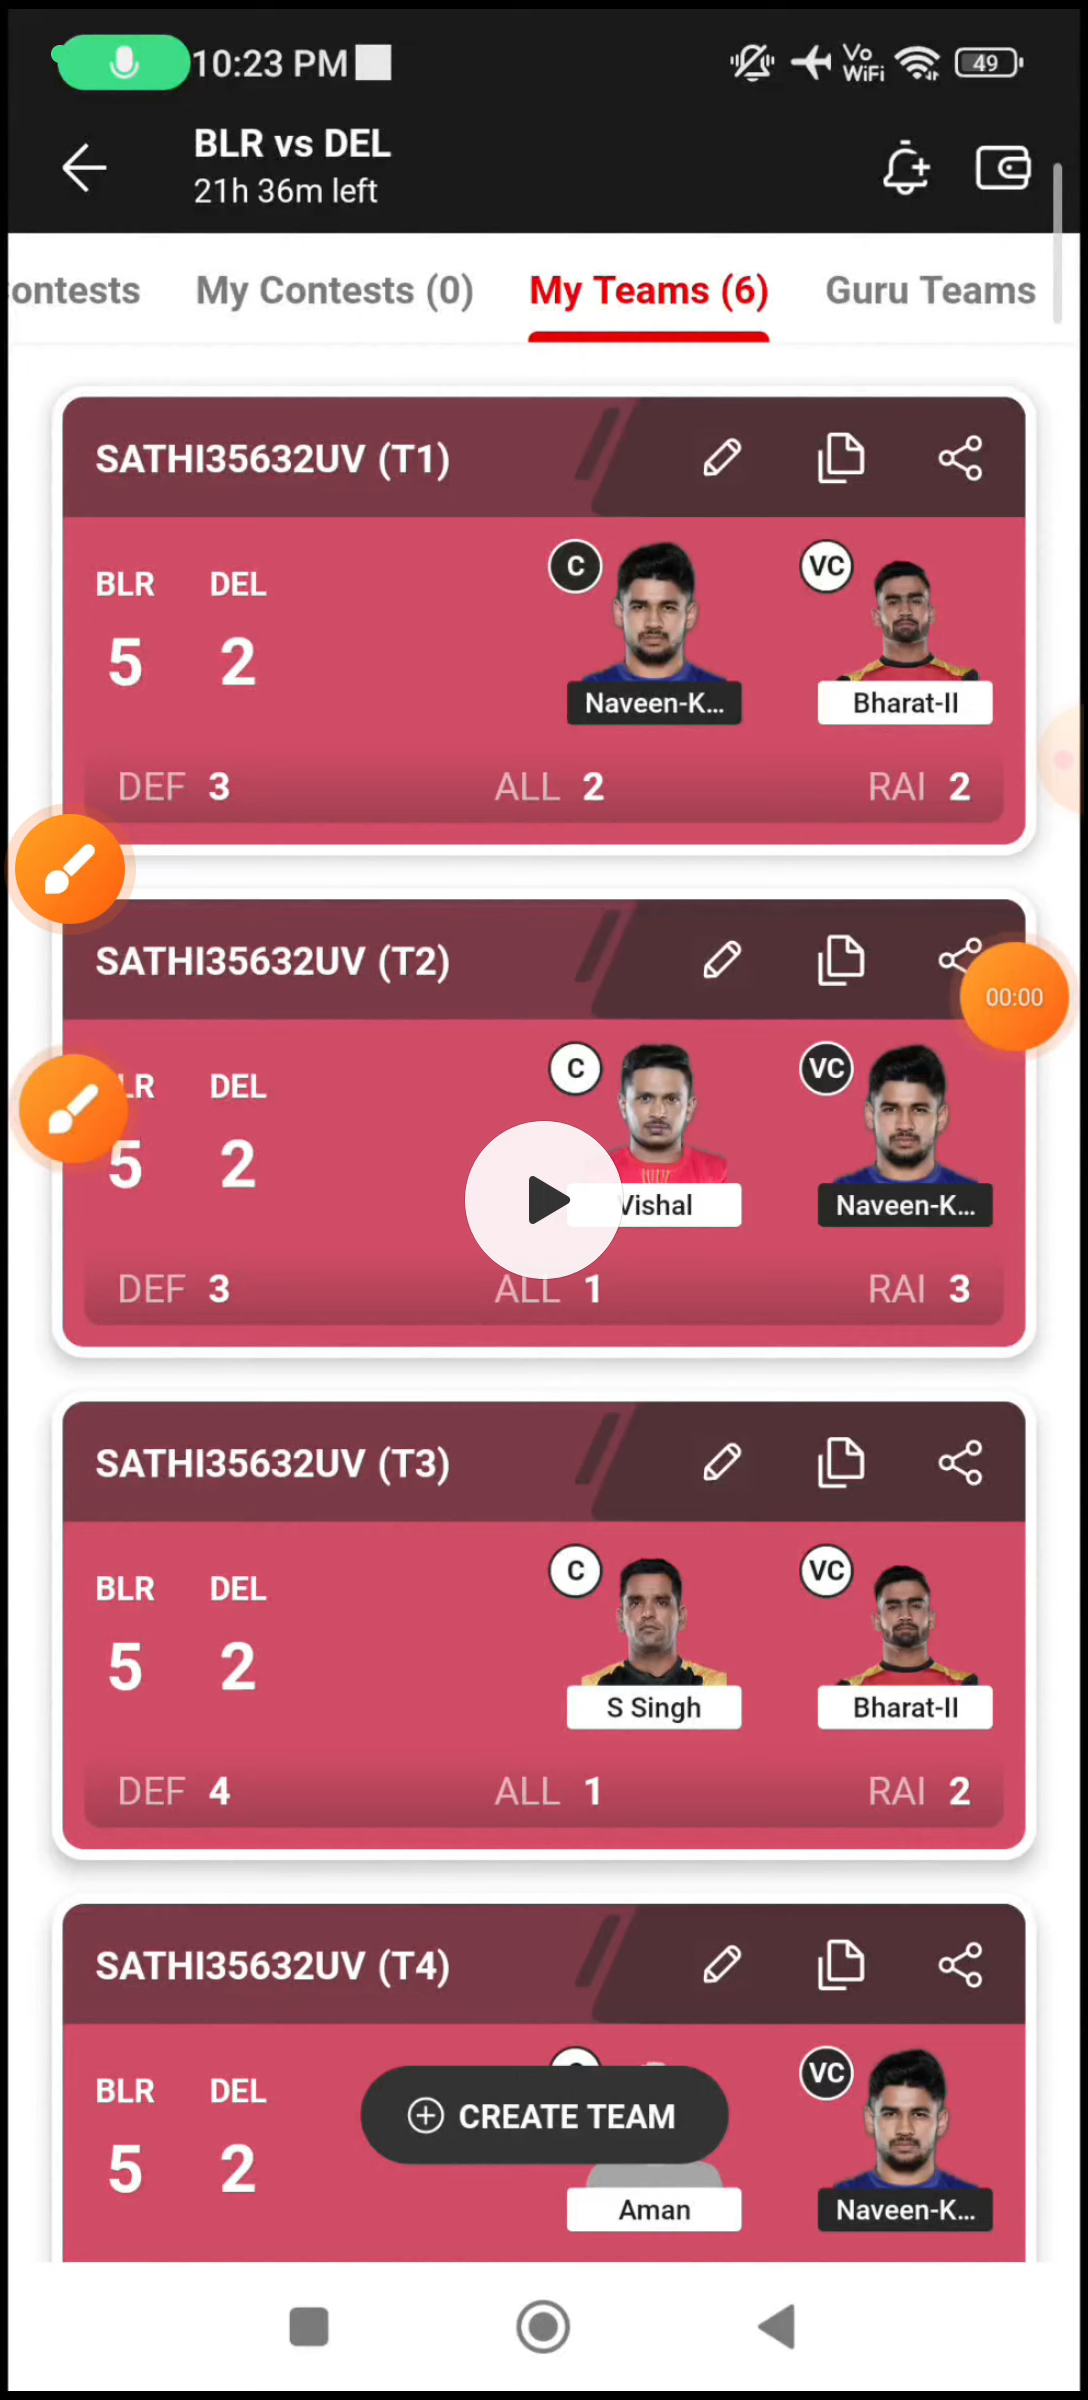 10:23 PM
Vo
WiFi
49
BLR vs DEL
21h 36m left
ontests My Contests (0) My Teams (6) Guru Teams
SATHI35632UV (T1)
BLR DEL
5 2
C
VC
Naveen-K...
Bharat-II
DEF 3 ALL 2 RAI 2
SATHI35632UV (T2)
00:00
LR DEL
5 2
C
VC
Vishal
Naveen-K...
DEF 3 ALL 1 RAI 3
SATHI35632UV (T3)
BLR DEL
5 2
C
VC
S Singh
Bharat-II
DEF 4 ALL 1 RAI 2
SATHI35632UV (T4)
BLR DEL
5 2
VC
CREATE TEAM
Aman
Naveen-K...